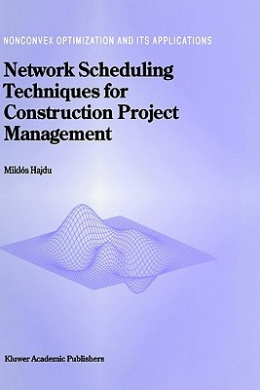 NONCONVEX OPTIMIZATION AND ITS APPLICATIONS
Network Scheduling
Techniques for
Construction Project
Management
Miklós Hajdu
Kluwer Academic Publishers